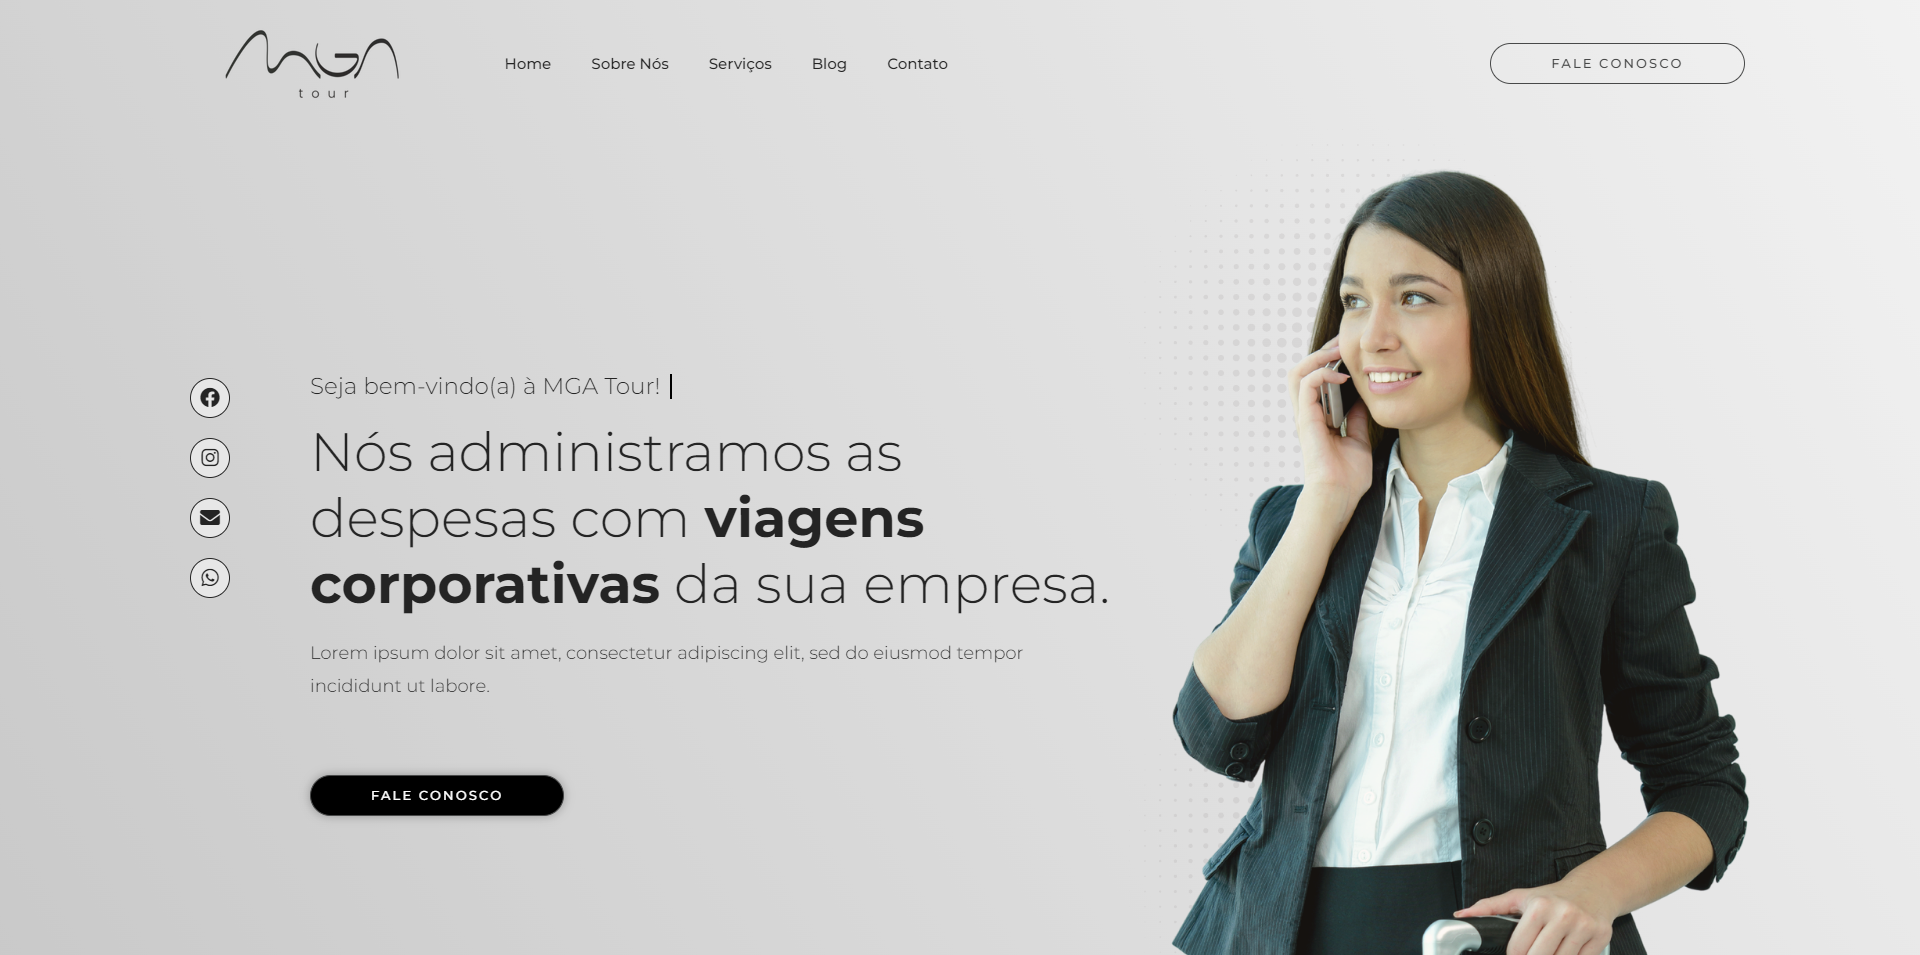 MGA
tour
Home
Sobre Nós
Serviços
Blog
Contato
FALE CONOSCO
Seja bem-vindo(a) à MGA Tour!
Nós administramos as
despesas com viagens
corporativas da sua empresa.
Lorem ipsum dolor sit amet, consectetur adipiscing elit, sed do eiusmod tempor
incididunt ut labore.
FALE CONOSCO